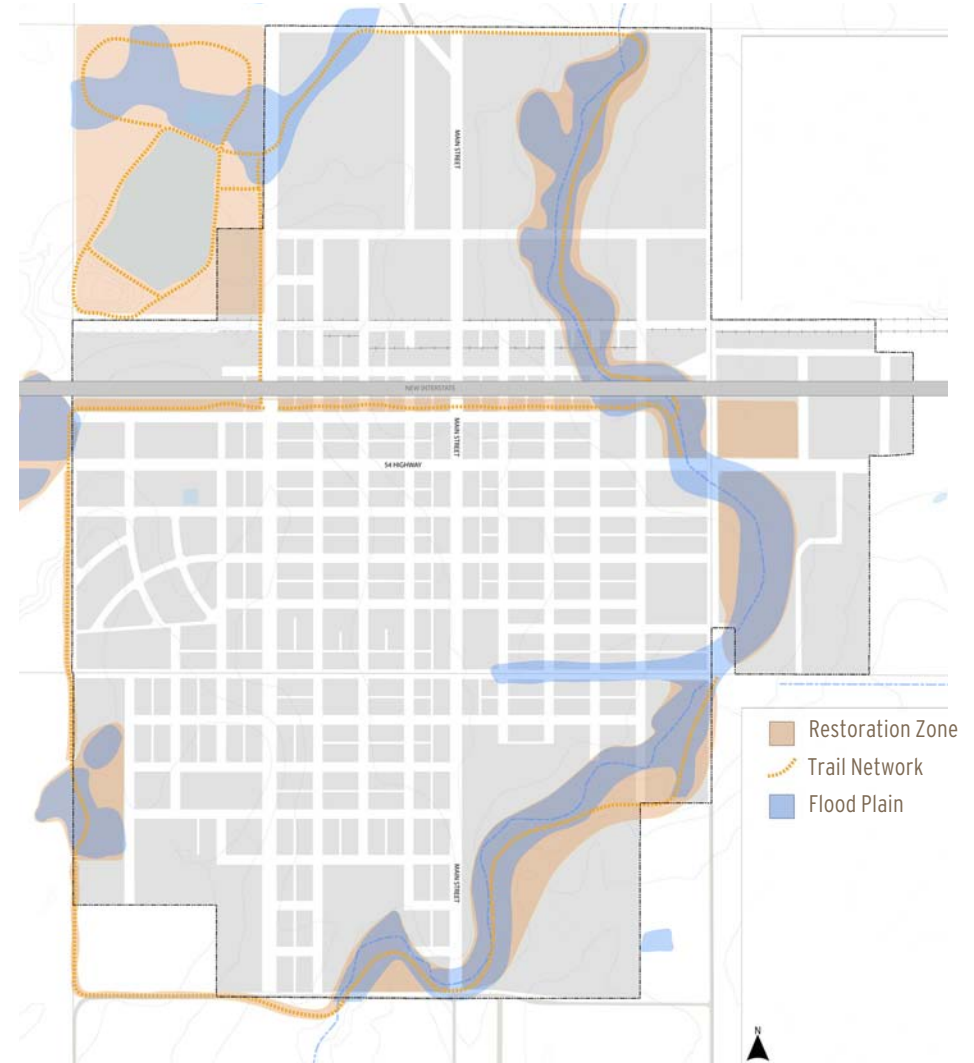 MAIN STREET
NEW INTERSTATE
MAIN STREET
54 HIGHWAY
Restoration Zone
Trail Network
Flood Plain
MAIN STREET
N